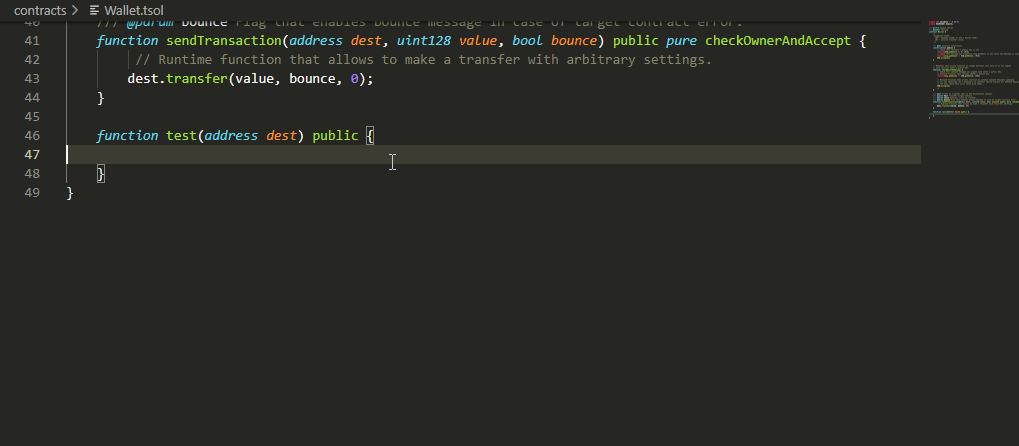 contracts > Wallet.tsol
40 /// @param bounce Flag that enables bounce message in case of target contract error.
41 function sendTransaction(address dest, uint128 value, bool bounce) public pure checkOwnerAndAccept {
42 // Runtime function that allows to make a transfer with arbitrary settings.
43 dest.transfer(value, bounce, 0);
44 }
45
46 function test(address dest) public {
47
48 }
49 }